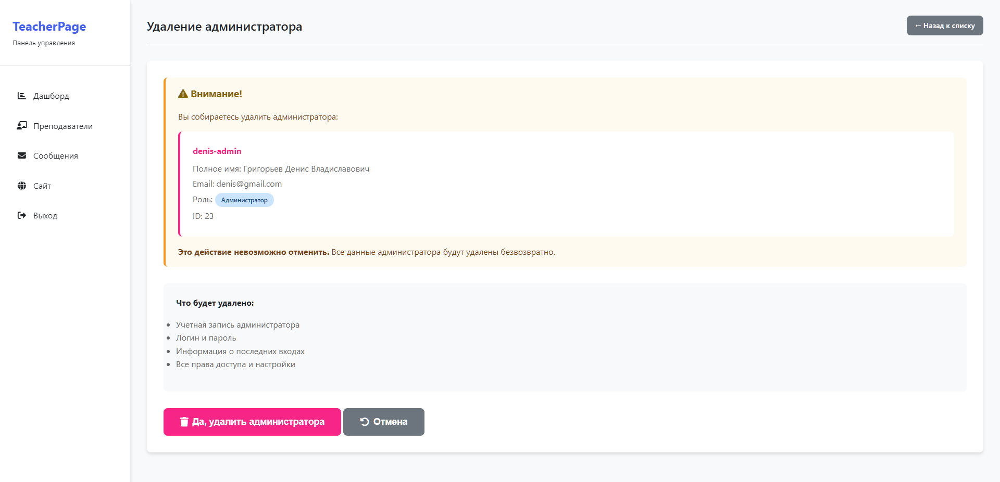 TeacherPage
Панель управления
Дашборд
Преподаватели
Сообщения
Сайт
Выход
Удаление администратора
← Назад к списку
Внимание!
Вы собираетесь удалить администратора:
denis-admin
Полное имя: Григорьев Денис Владиславович
Email: denis@gmail.com
Роль: Администратор
ID: 23
Это действие невозможно отменить. Все данные администратора будут удалены безвозвратно.
Что будет удалено:
• Учетная запись администратора
• Логин и пароль
• Информация о последних входах
• Все права доступа и настройки
Да, удалить администратора
Отмена